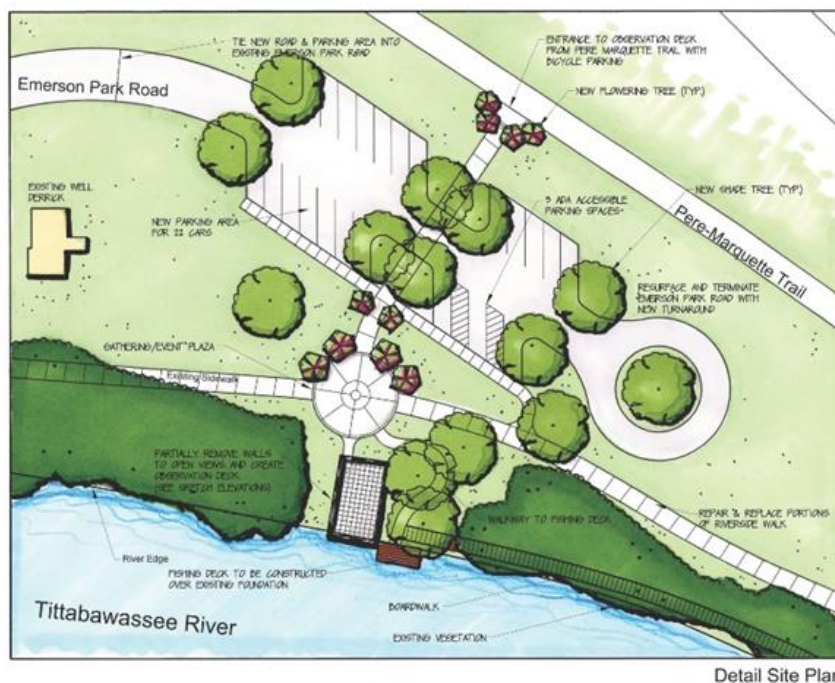 TIE NEW ROAD & PARKING AREA INTO
EXISTING EMERSON PARK ROAD
ENTRANCE TO OBSERVATION DECK
FROM PERE MARQUETTE TRAIL WITH
BICYCLE PARKING
Emerson Park Road
NEW FLOWERING TREE (TYP.)
EXISTING WELL
DERRICK
NEW SHADE TREE (TYP.)
3 ADA ACCESSIBLE
PARKING SPACES
NEW PARKING AREA
FOR 22 CARS
Pere-Marquette Trail
RESURFACE AND TERMINATE
EMERSON PARK ROAD WITH
NEW TURNAROUND
GATHERING/EVENT PLAZA
Existing Sidewalk
PARTIALLY REMOVE WALLS
TO OPEN VIEWS AND CREATE
OBSERVATION DECK
(SEE SKETCH ELEVATIONS)
WALKWAY TO FISHING DECK
REPAIR & REPLACE PORTIONS
OF RIVERSIDE WALK
River Edge
FISHING DECK TO BE CONSTRUCTED
OVER EXISTING FOUNDATION
BOARDWALK
Tittabawassee River
EXISTING VEGETATION
Detail Site Plan